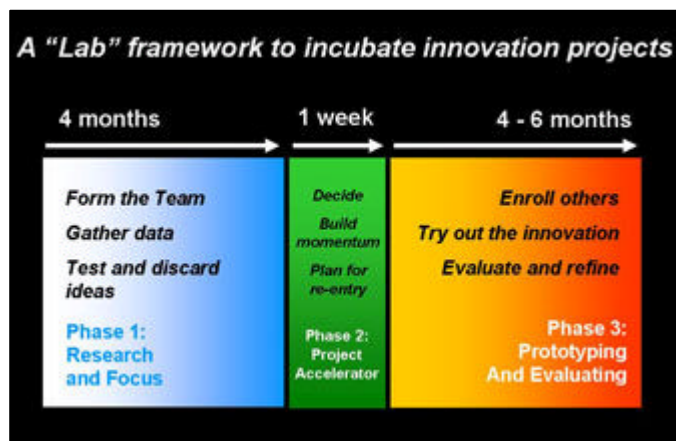 A “Lab” framework to incubate innovation projects
4 months
1 week
4 - 6 months
Form the Team
Gather data
Test and discard
ideas
Phase 1:
Research
and Focus
Decide
Build
momentum
Plan for
re-entry
Phase 2:
Project
Accelerator
Enroll others
Try out the innovation
Evaluate and refine
Phase 3:
Prototyping
And Evaluating